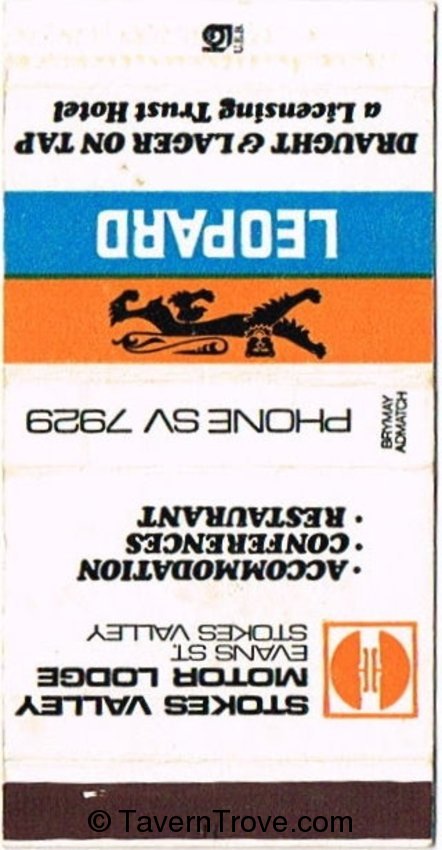 STOKES VALLEY
MOTOR LODGE
EVANS ST.
STOKES VALLEY
• ACCOMMODATION
• CONFERENCES
• RESTAURANT
PHONE SV 7929
BRYMAY
ADMATCH
LEOPARD
DRAUGHT & LAGER ON TAP
a Licensing Trust Hotel
U.E.B.
© TavernTrove.com